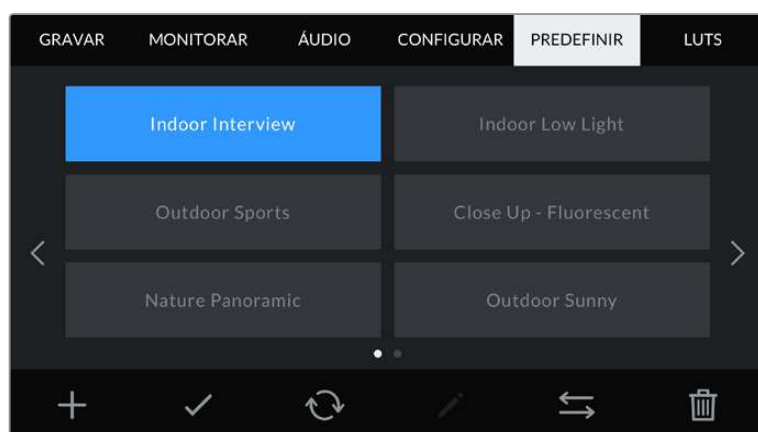 GRAVAR MONITORAR ÁUDIO CONFIGURAR PREDEFINIR LUTS
Indoor Interview Indoor Low Light
Outdoor Sports Close Up - Fluorescent
Nature Panoramic Outdoor Sunny